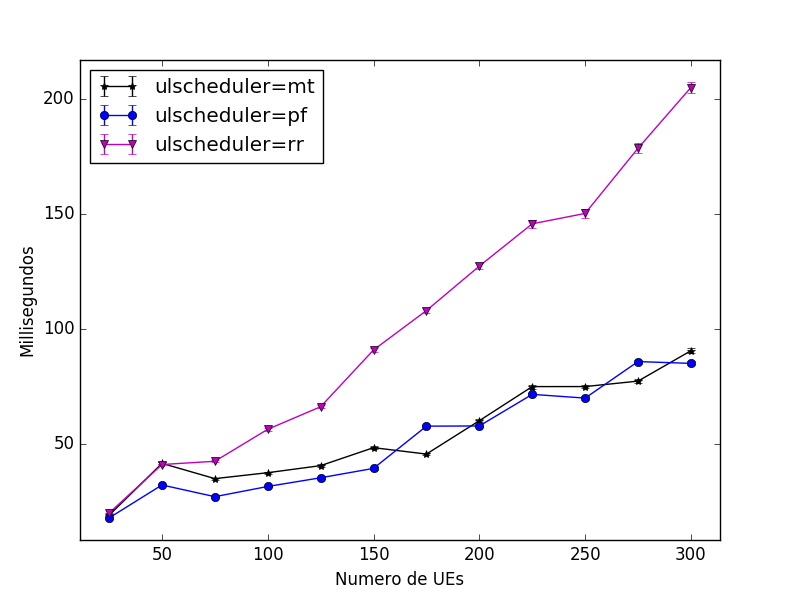 ulscheduler=mt
ulscheduler=pf
ulscheduler=rr
200
150
100
50
Millisegundos
50 100 150 200 250 300
Numero de UEs